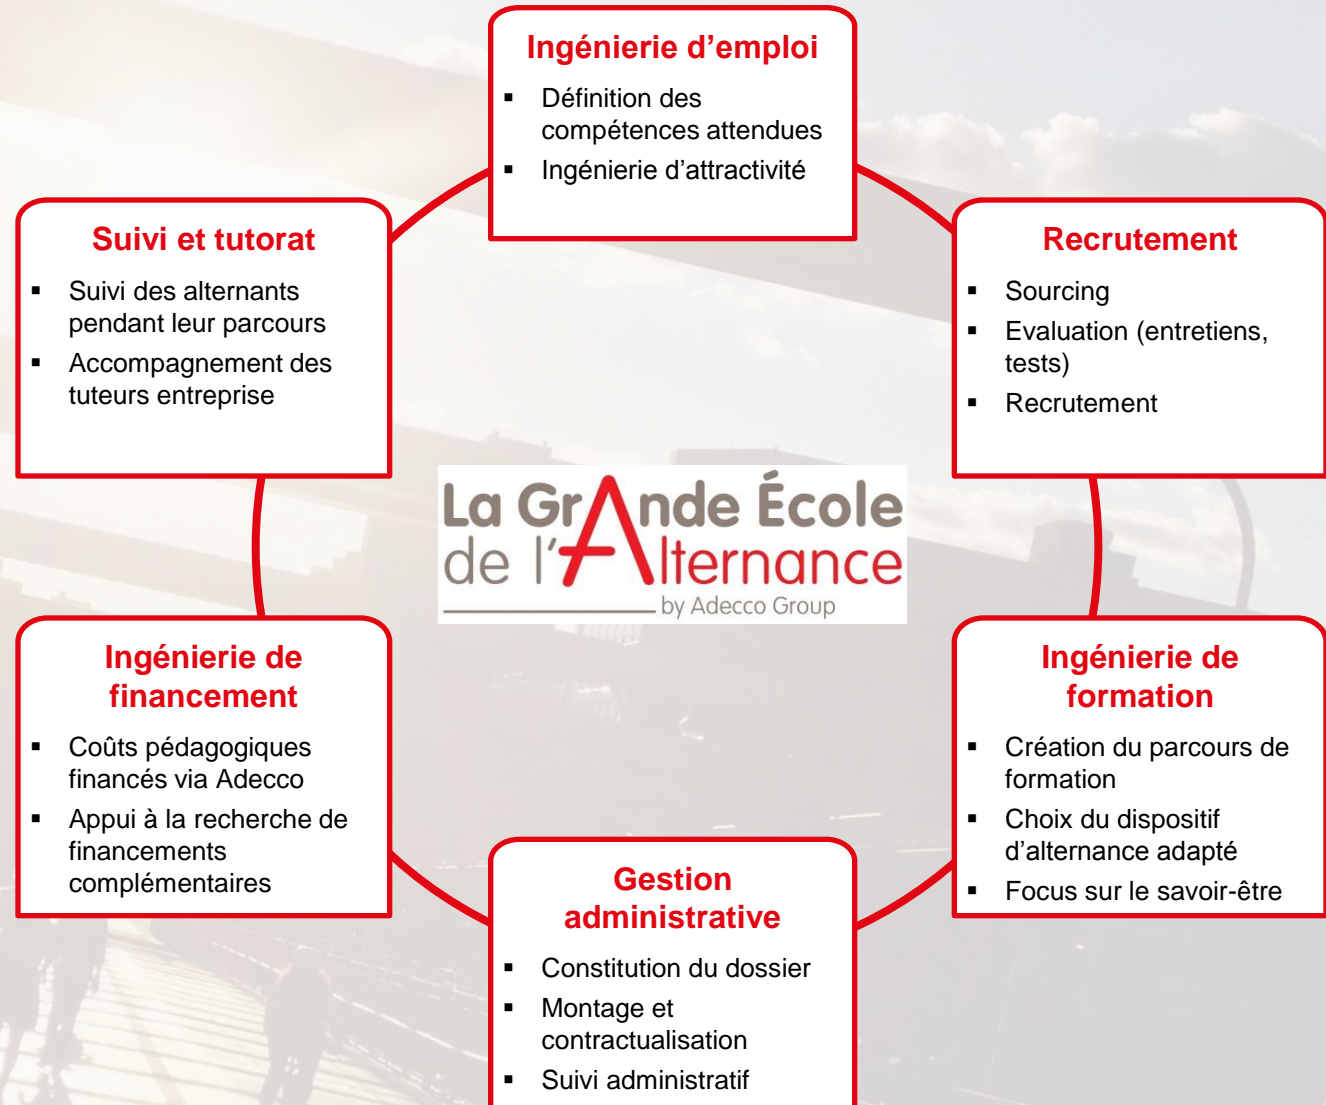 Ingénierie d’emploi
▪ Définition des
compétences attendues
▪ Ingénierie d’attractivité
Suivi et tutorat
▪ Suivi des alternants
pendant leur parcours
▪ Accompagnement des
tuteurs entreprise
Recrutement
▪ Sourcing
▪ Evaluation (entretiens,
tests)
▪ Recrutement
La Grande École
de l’Alternance
by Adecco Group
Ingénierie de
financement
▪ Coûts pédagogiques
financés via Adecco
▪ Appui à la recherche de
financements
complémentaires
Ingénierie de
formation
▪ Création du parcours de
formation
▪ Choix du dispositif
d’alternance adapté
▪ Focus sur le savoir-être
Gestion
administrative
▪ Constitution du dossier
▪ Montage et
contractualisation
▪ Suivi administratif